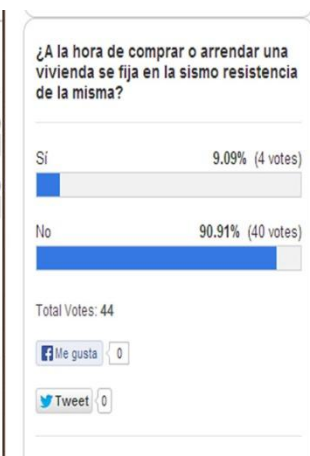 ¿A la hora de comprar o arrendar una
vivienda se fija en la sismo resistencia
de la misma?
Sí 9.09% (4 votes)
No 90.91% (40 votes)
Total Votes: 44
Me gusta 0
Tweet 0